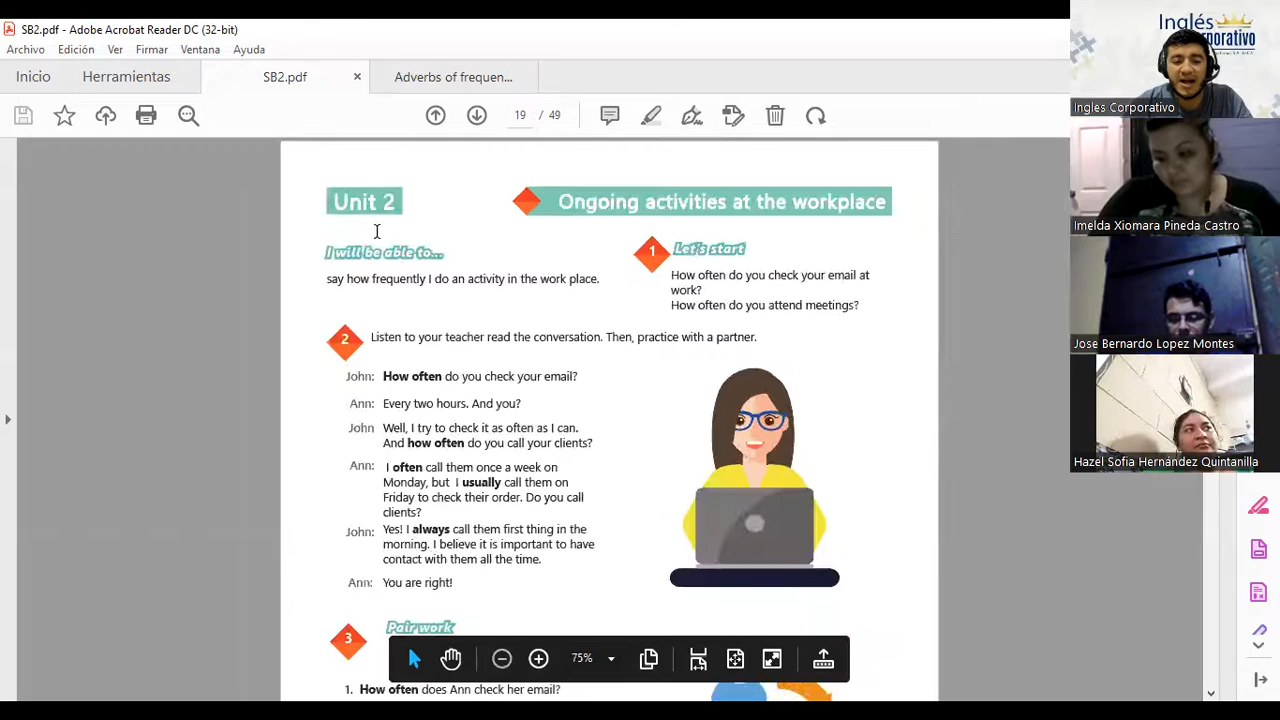 SB2.pdf - Adobe Acrobat Reader DC (32-bit)
Archivo Edición Ver Firmar Ventana Ayuda
Inicio Herramientas SB2.pdf × Adverbs of frequen...
19 / 49
Unit 2 Ongoing activities at the workplace
I will be able to...
say how frequently I do an activity in the work place.
1 Let's start
How often do you check your email at
work?
How often do you attend meetings?
2 Listen to your teacher read the conversation. Then, practice with a partner.
John: How often do you check your email?
Ann: Every two hours. And you?
John Well, I try to check it as often as I can.
And how often do you call your clients?
Ann: I often call them once a week on
Monday, but I usually call them on
Friday to check their order. Do you call
clients?
John: Yes! I always call them first thing in the
morning. I believe it is important to have
contact with them all the time.
Ann: You are right!
3 Pair work
75%
1. How often does Ann check her email?
Inglés
Corporativo
Ingles Corporativo
Imelda Xiomara Pineda Castro
Jose Bernardo Lopez Montes
Hazel Sofia Hernández Quintanilla